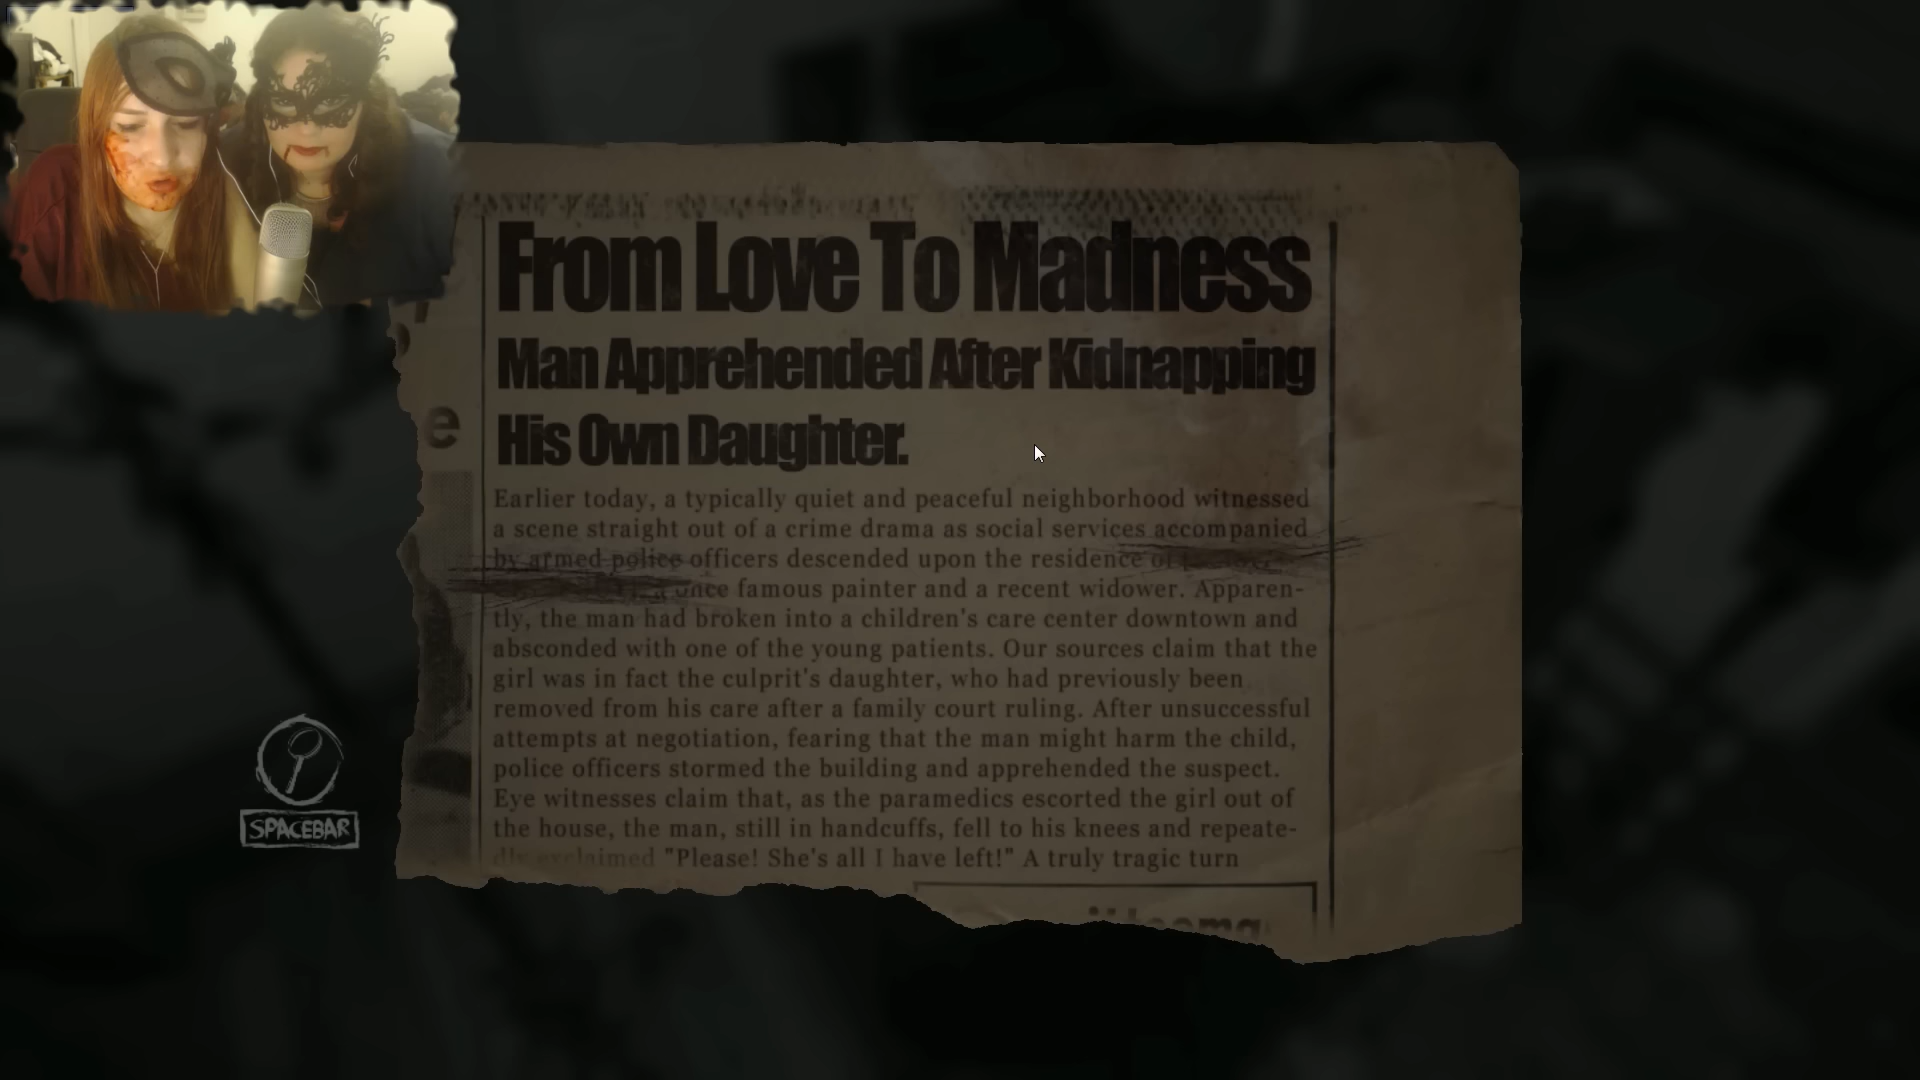 From Love To Madness
Man Apprehended After Kidnapping
His Own Daughter.
e
Earlier today, a typically quiet and peaceful neighborhood witnessed
a scene straight out of a crime drama as social services accompanied
by armed police officers descended upon the residence of
a once famous painter and a recent widower. Apparen-
tly, the man had broken into a children's care center downtown and
absconded with one of the young patients. Our sources claim that the
girl was in fact the culprit's daughter, who had previously been
removed from his care after a family court ruling. After unsuccessful
attempts at negotiation, fearing that the man might harm the child,
police officers stormed the building and apprehended the suspect.
Eye witnesses claim that, as the paramedics escorted the girl out of
the house, the man, still in handcuffs, fell to his knees and repeate-
dly exclaimed "Please! She's all I have left!" A truly tragic turn
SPACEBAR